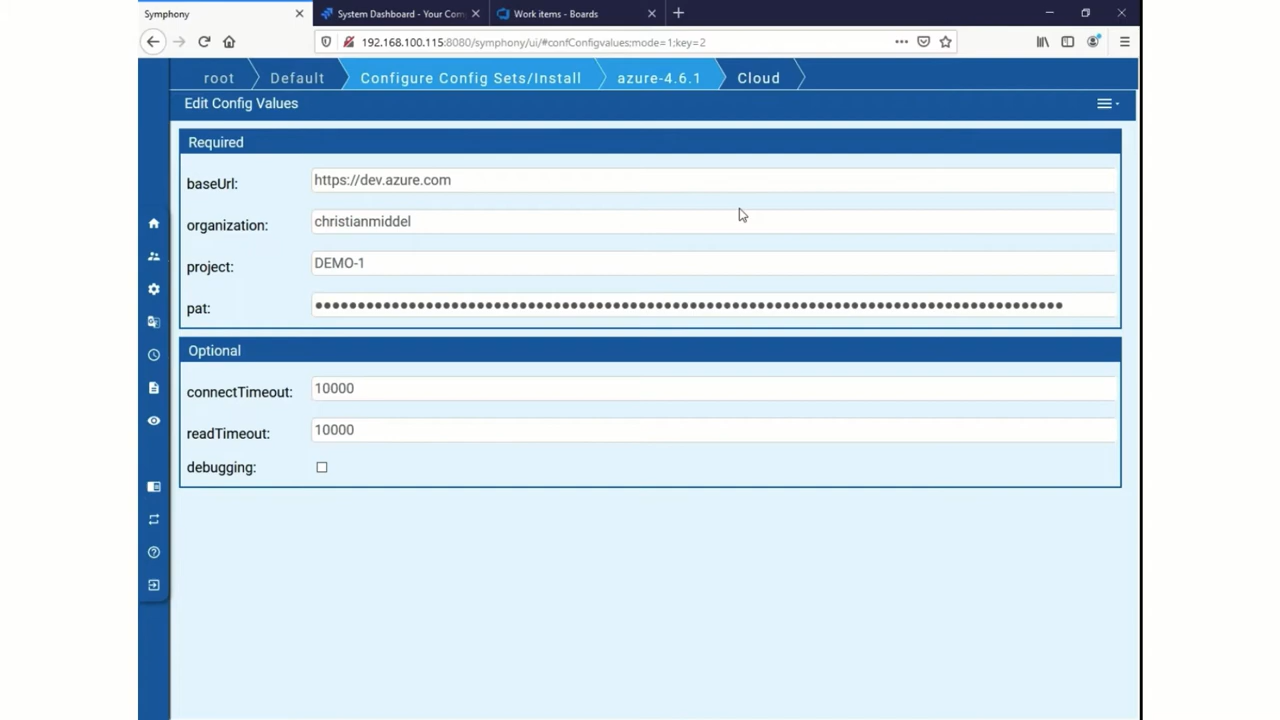 Symphony
System Dashboard - Your Com
Work items - Boards
192.168.100.115:8080/symphony/ui/#confConfigvalues:mode=1;key=2
root Default Configure Config Sets/Install azure-4.6.1 Cloud
Edit Config Values
Required
baseUrl: https://dev.azure.com
organization: christianmiddel
project: DEMO-1
pat:
Optional
connectTimeout: 10000
readTimeout: 10000
debugging: